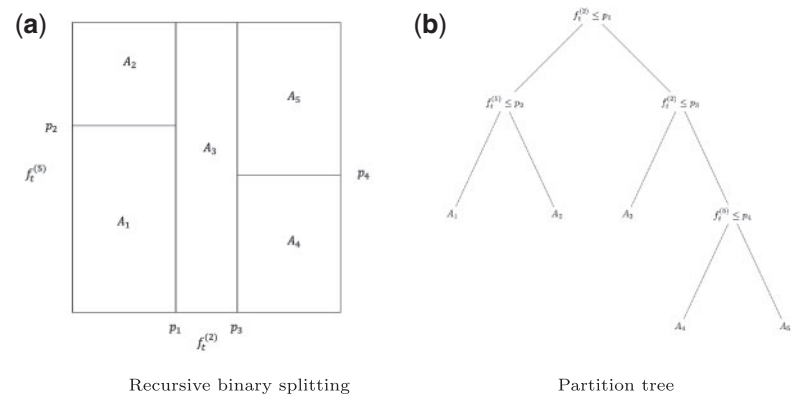 (a)
A₂
A₅
p₂
A₃
f_t^(5)
p₄
A₁
A₄
p₁ p₃
f_t^(2)
Recursive binary splitting
(b)
f_t^(2) ≤ p₁
f_t^(5) ≤ p₂ f_t^(2) ≤ p₃
A₁ A₂ A₃ f_t^(5) ≤ p₄
A₄ A₅
Partition tree